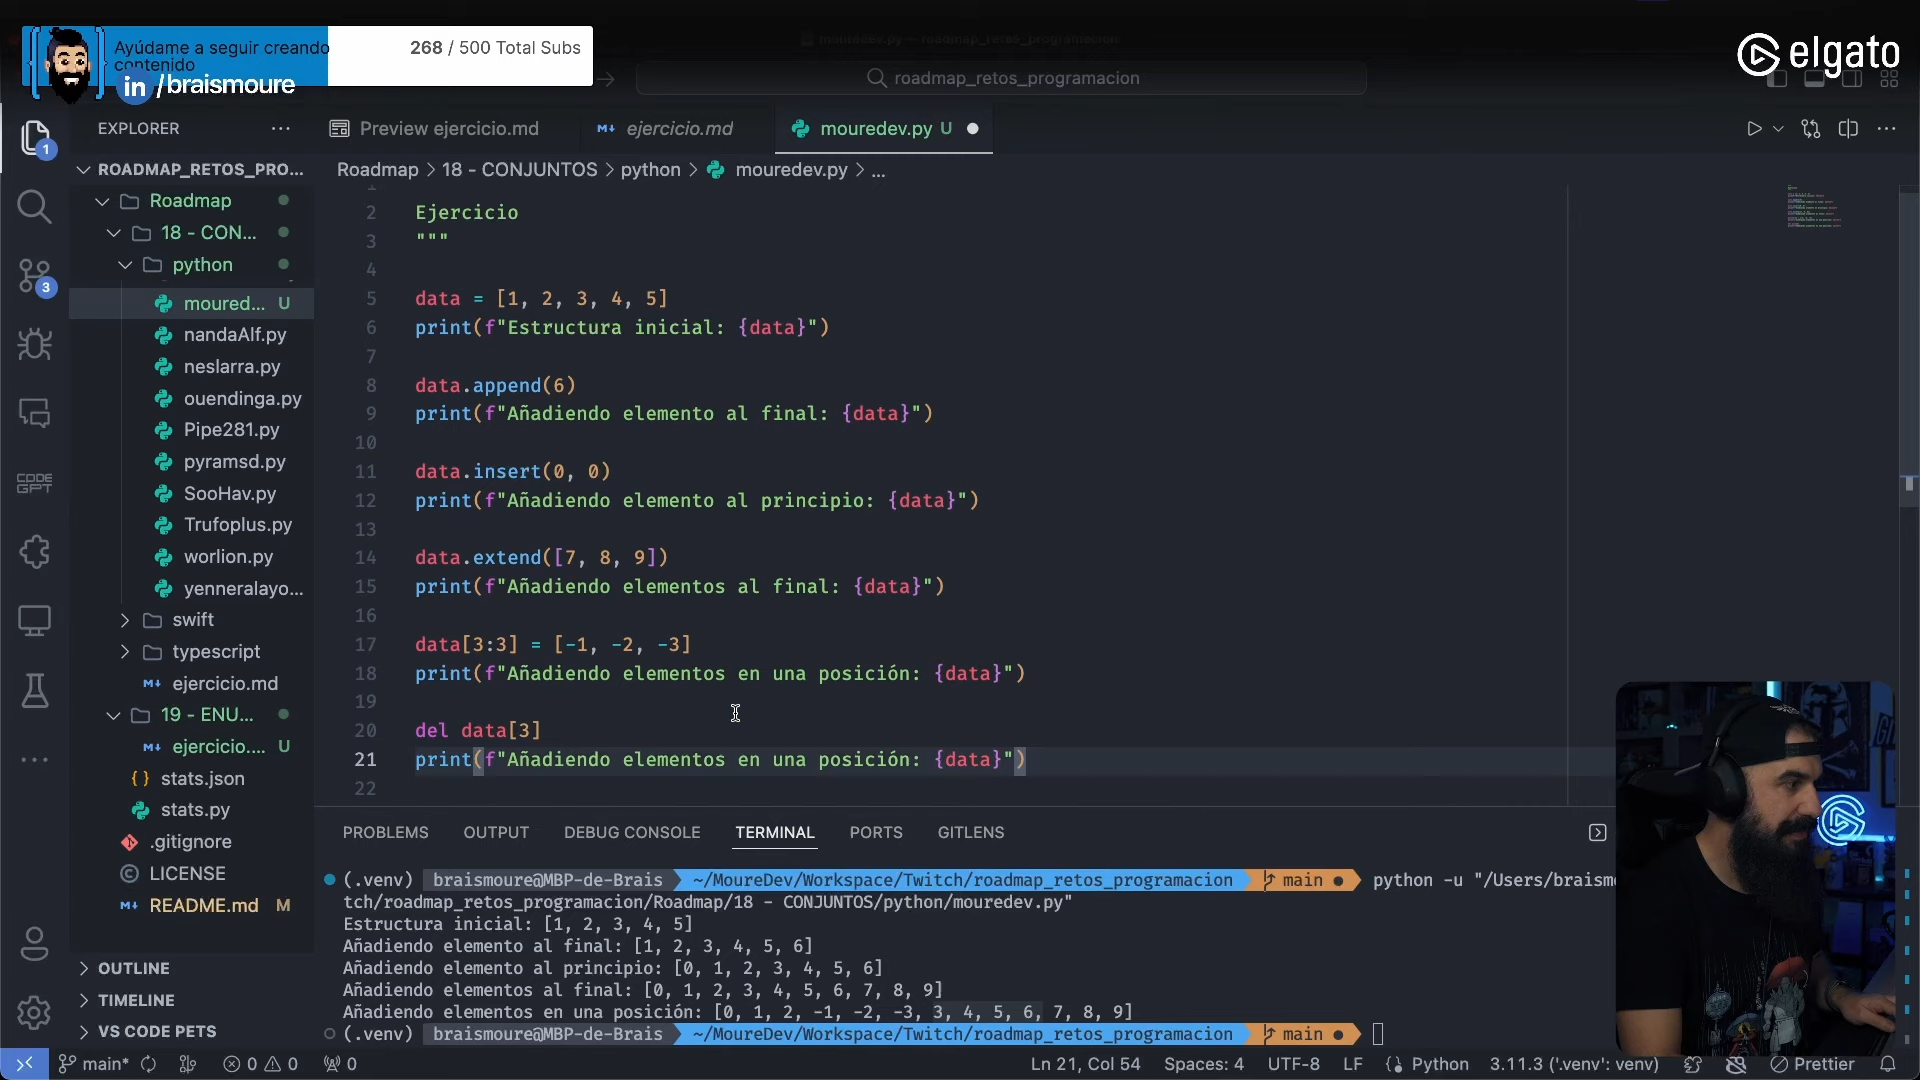 Ayúdame a seguir creando
contenido
268 / 500 Total Subs
in /braismoure
roadmap_retos_programacion
elgato
EXPLORER
Preview ejercicio.md
ejercicio.md
mouredev.py U
ROADMAP_RETOS_PRO...
Roadmap > 18 - CONJUNTOS > python > mouredev.py > ...
Roadmap
18 - CON...
python
moured... U
nandaAlf.py
neslarra.py
ouendinga.py
Pipe281.py
pyramsd.py
SooHav.py
Trufoplus.py
worlion.py
yenneralayo...
swift
typescript
ejercicio.md
19 - ENU...
ejercicio.... U
stats.json
stats.py
.gitignore
LICENSE
README.md M
OUTLINE
TIMELINE
VS CODE PETS
1
3
CODE
GPT
1
2 Ejercicio
3 """
4
5 data = [1, 2, 3, 4, 5]
6 print(f"Estructura inicial: {data}")
7
8 data.append(6)
9 print(f"Añadiendo elemento al final: {data}")
10
11 data.insert(0, 0)
12 print(f"Añadiendo elemento al principio: {data}")
13
14 data.extend([7, 8, 9])
15 print(f"Añadiendo elementos al final: {data}")
16
17 data[3:3] = [-1, -2, -3]
18 print(f"Añadiendo elementos en una posición: {data}")
19
20 del data[3]
21 print(f"Añadiendo elementos en una posición: {data}")
22
PROBLEMS OUTPUT DEBUG CONSOLE TERMINAL PORTS GITLENS
(.venv) braismoure@MBP-de-Brais ~/MoureDev/Workspace/Twitch/roadmap_retos_programacion main python -u "/Users/braismo
tch/roadmap_retos_programacion/Roadmap/18 - CONJUNTOS/python/mouredev.py"
Estructura inicial: [1, 2, 3, 4, 5]
Añadiendo elemento al final: [1, 2, 3, 4, 5, 6]
Añadiendo elemento al principio: [0, 1, 2, 3, 4, 5, 6]
Añadiendo elementos al final: [0, 1, 2, 3, 4, 5, 6, 7, 8, 9]
Añadiendo elementos en una posición: [0, 1, 2, -1, -2, -3, 3, 4, 5, 6, 7, 8, 9]
(.venv) braismoure@MBP-de-Brais ~/MoureDev/Workspace/Twitch/roadmap_retos_programacion main
main* 0 0 0 Ln 21, Col 54 Spaces: 4 UTF-8 LF Python 3.11.3 ('.venv': venv) Prettier